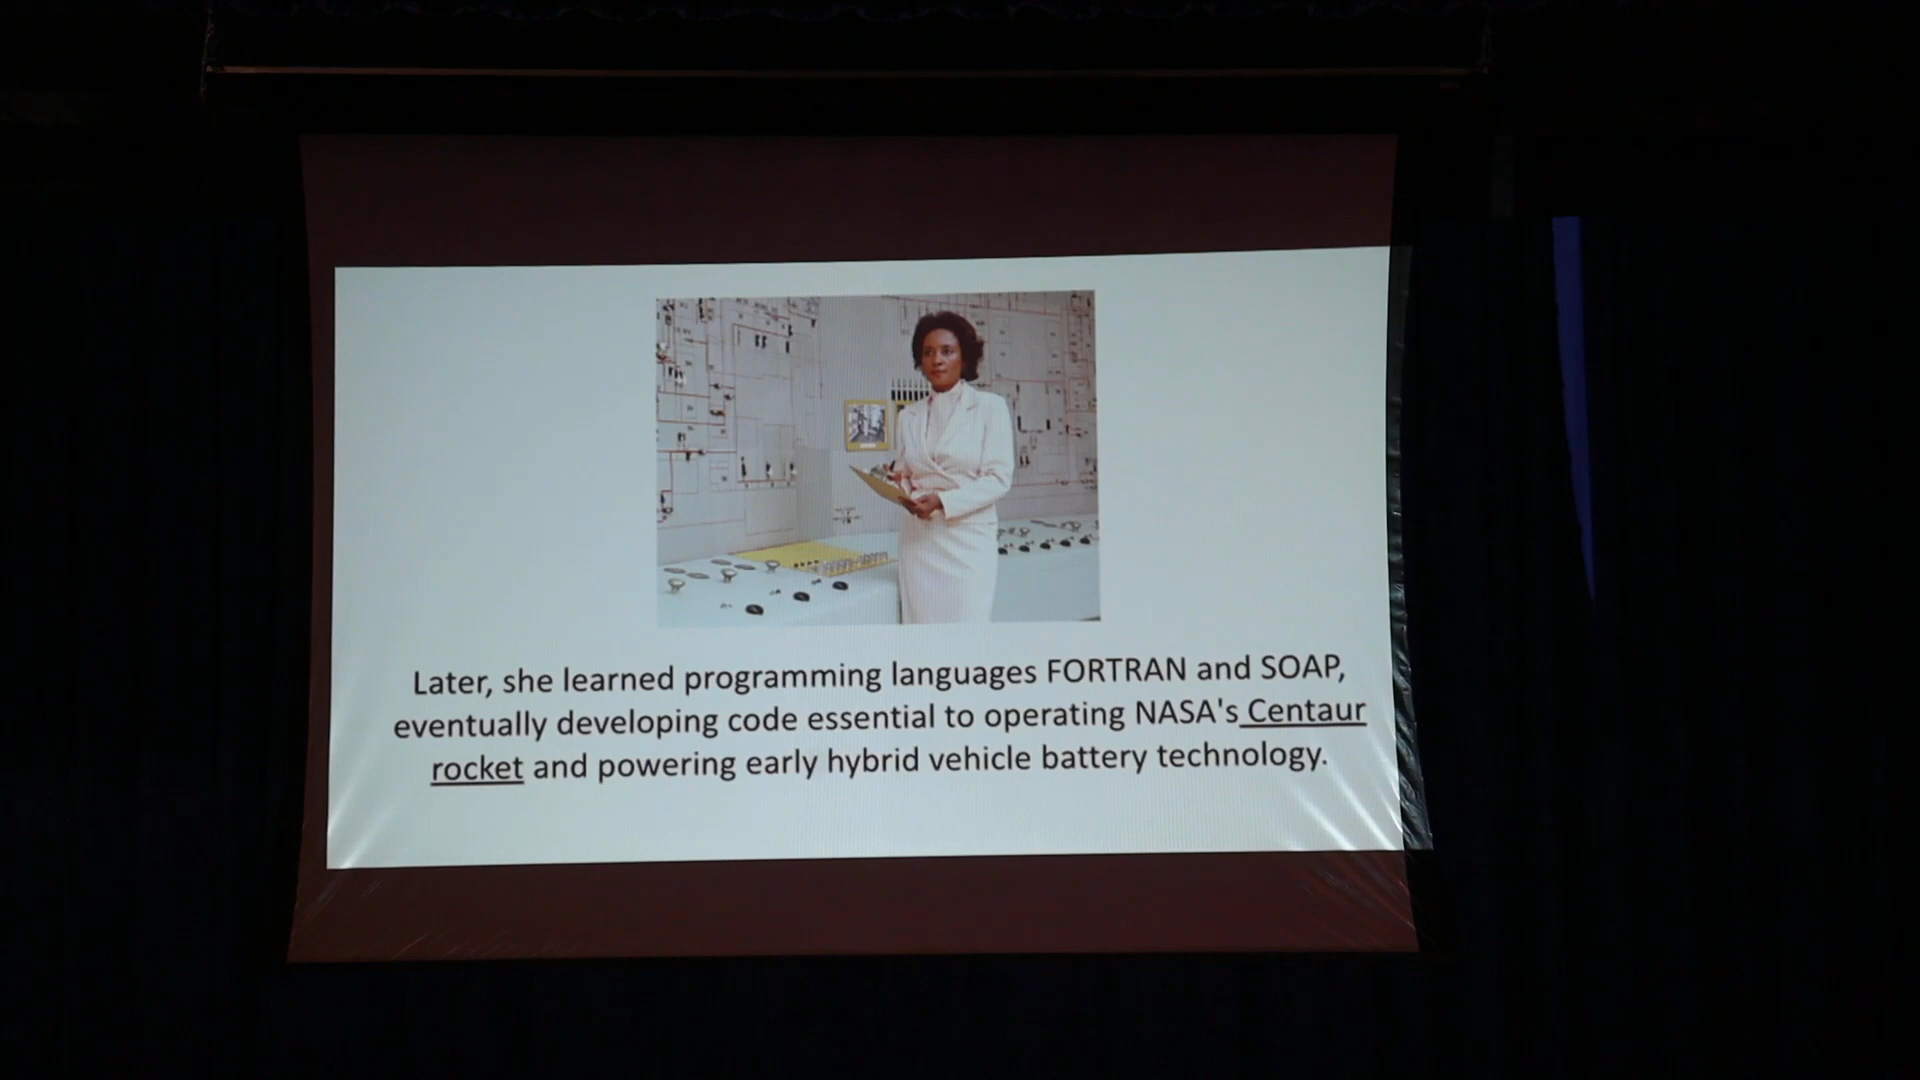 Later, she learned programming languages FORTRAN and SOAP,
eventually developing code essential to operating NASA's Centaur
rocket and powering early hybrid vehicle battery technology.